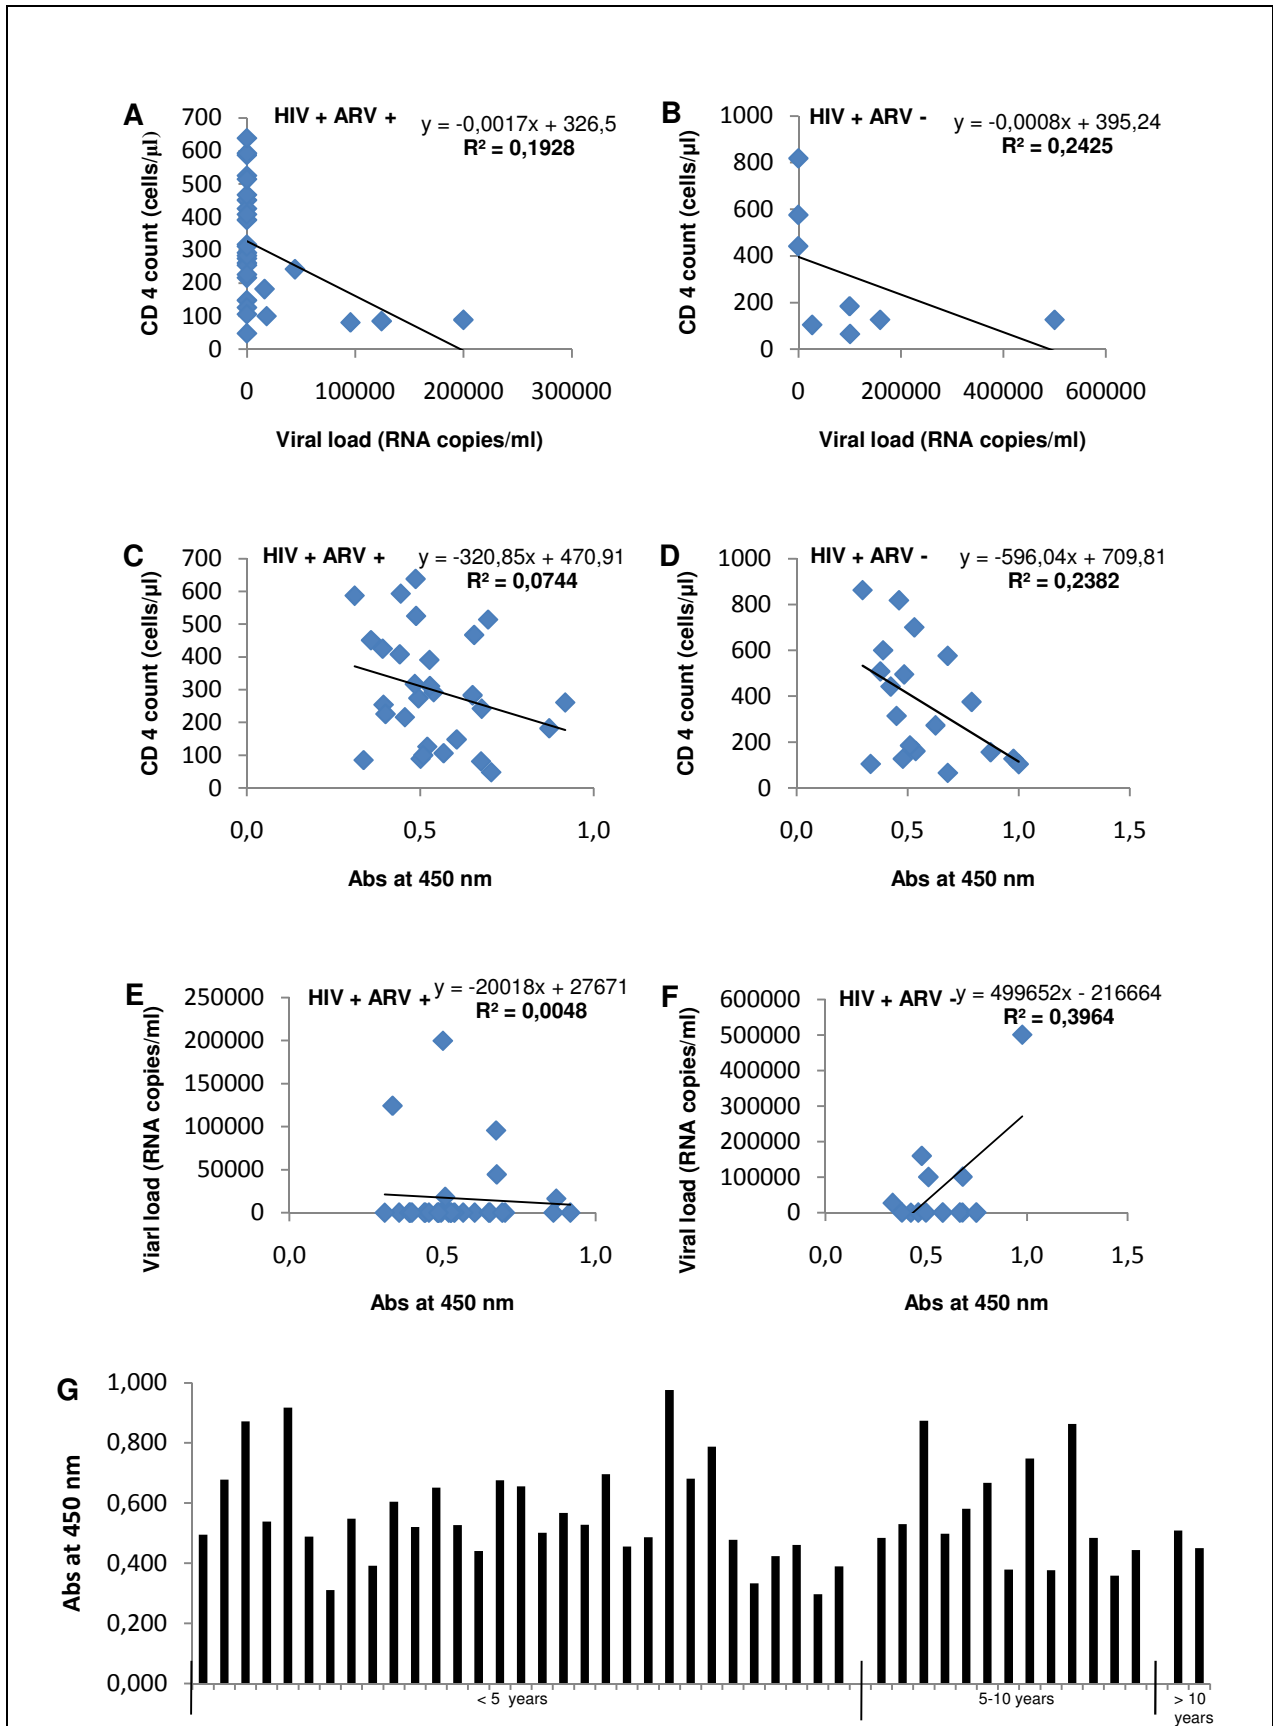 A
HIV + ARV +
y = -0,0017x + 326,5
R² = 0,1928
CD 4 count (cells/µl)
700
600
500
400
300
200
100
0
0 100000 200000 300000
Viral load (RNA copies/ml)
B
HIV + ARV -
y = -0,0008x + 395,24
R² = 0,2425
CD 4 count (cells/µl)
1000
800
600
400
200
0
0 200000 400000 600000
Viral load (RNA copies/ml)
C
HIV + ARV +
y = -320,85x + 470,91
R² = 0,0744
CD 4 count (cells/µl)
700
600
500
400
300
200
100
0
0,0 0,5 1,0
Abs at 450 nm
D
HIV + ARV -
y = -596,04x + 709,81
R² = 0,2382
CD 4 count (cells/µl)
1000
800
600
400
200
0
0,0 0,5 1,0 1,5
Abs at 450 nm
E
HIV + ARV +
y = -20018x + 27671
R² = 0,0048
Viarl load (RNA copies/ml)
250000
200000
150000
100000
50000
0
0,0 0,5 1,0
Abs at 450 nm
F
HIV + ARV -
y = 499652x - 216664
R² = 0,3964
Viral load (RNA copies/ml)
600000
500000
400000
300000
200000
100000
0
0,0 0,5 1,0 1,5
Abs at 450 nm
G
Abs at 450 nm
1,000
0,800
0,600
0,400
0,200
0,000
< 5 years
5-10 years
> 10
years